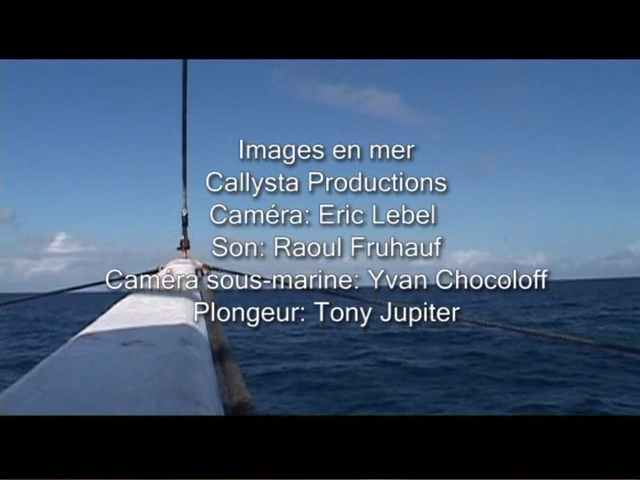 Images en mer
Callysta Productions
Caméra: Eric Lebel
Son: Raoul Fruhauf
Caméra sous-marine: Yvan Chocoloff
Plongeur: Tony Jupiter